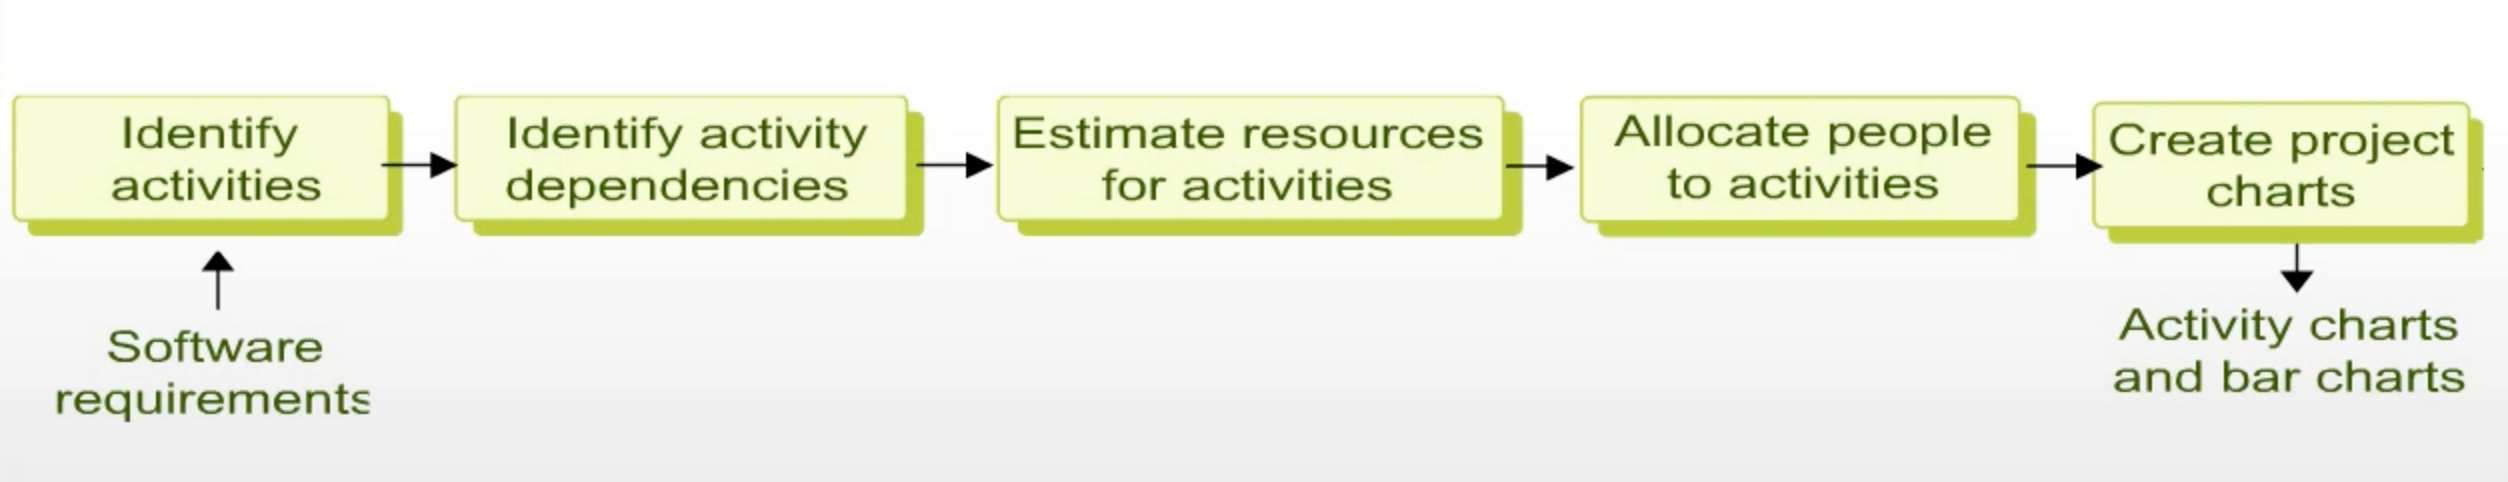 Identify
activities
Identify activity
dependencies
Estimate resources
for activities
Allocate people
to activities
Create project
charts
Software
requirements
Activity charts
and bar charts